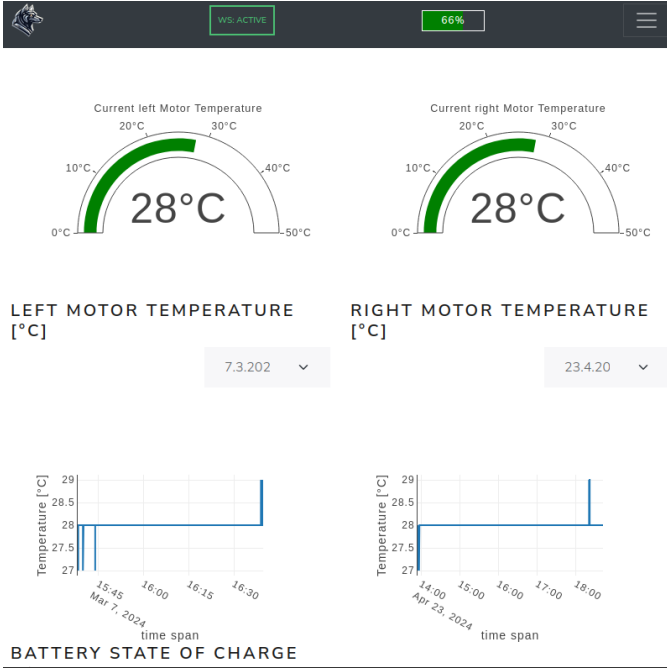 WS: ACTIVE
66%
Current left Motor Temperature
0°C
10°C
20°C
30°C
40°C
50°C
28°C
Current right Motor Temperature
0°C
10°C
20°C
30°C
40°C
50°C
28°C
LEFT MOTOR TEMPERATURE
[°C]
7.3.202
RIGHT MOTOR TEMPERATURE
[°C]
23.4.20
Temperature [°C]
29
28.5
28
27.5
27
15:45
Mar 7, 2024
16:00
16:15
16:30
time span
Temperature [°C]
29
28.5
28
27.5
27
14:00
Apr 23, 2024
15:00
16:00
17:00
18:00
time span
BATTERY STATE OF CHARGE